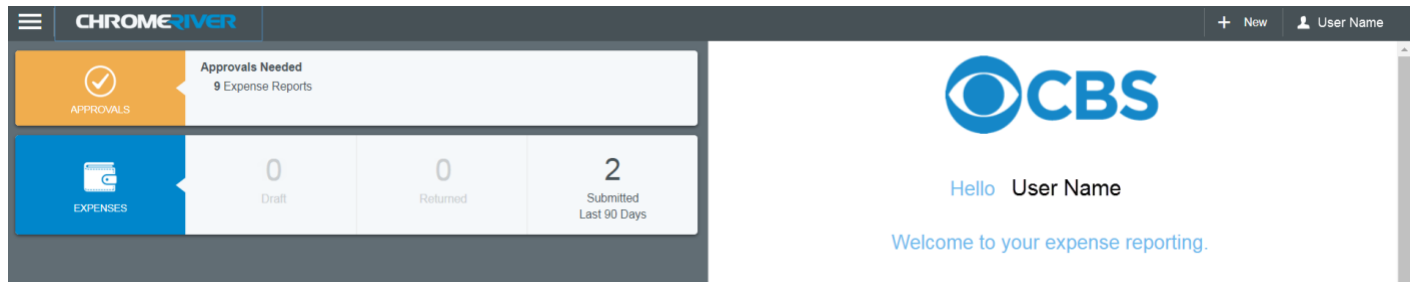 CHROMERIVER
+ New
User Name
APPROVALS
Approvals Needed
9 Expense Reports
EXPENSES
0
Draft
0
Returned
2
Submitted
Last 90 Days
CBS
Hello User Name
Welcome to your expense reporting.